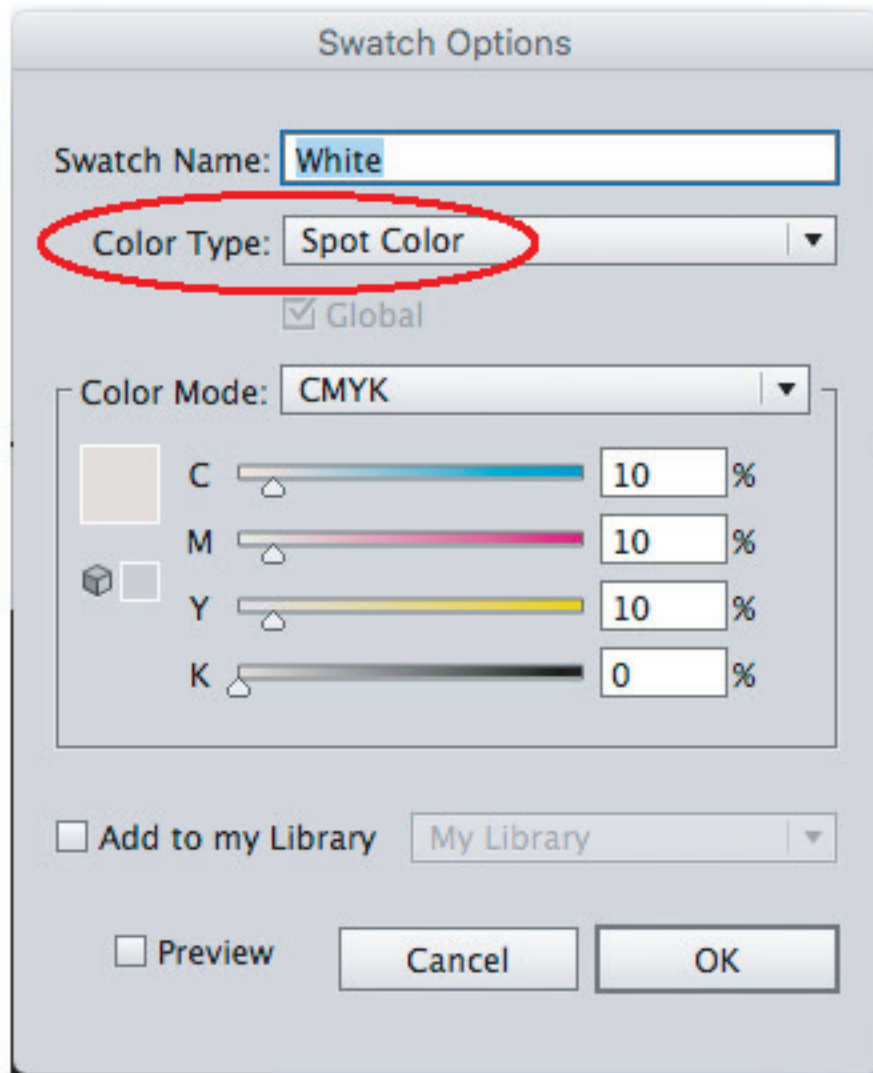 Swatch Options
Swatch Name: White
Color Type: Spot Color
Global
Color Mode: CMYK
C 10 %
M 10 %
Y 10 %
K 0 %
Add to my Library My Library
Preview Cancel OK